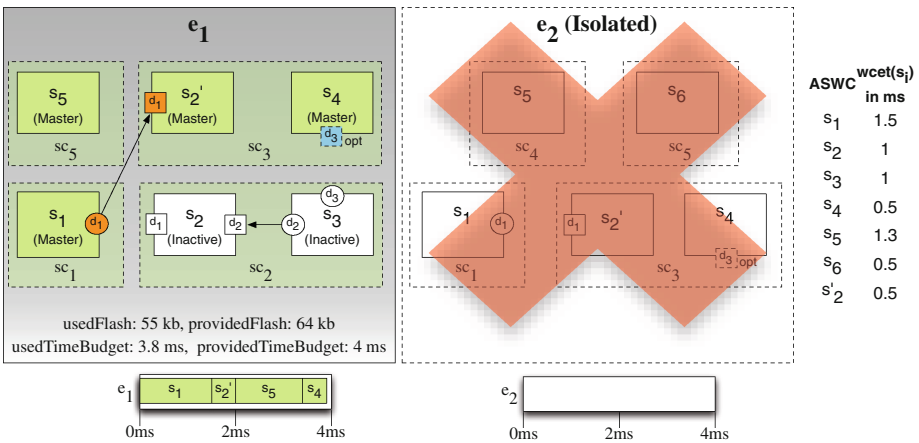 e1
s5
(Master)
sc5
d1
s2'
(Master)
s4
(Master)
d3 opt
sc3
s1
(Master)
d1
sc1
d1
s2
(Inactive)
d2
d2
d3
s3
(Inactive)
sc2
usedFlash: 55 kb, providedFlash: 64 kb
usedTimeBudget: 3.8 ms, providedTimeBudget: 4 ms
e2 (Isolated)
s5
sc4
s6
sc5
s1
d1
sc1
d1
s2'
s4
d3 opt
sc3
ASWC wcet(si)
in ms
s1 1.5
s2 1
s3 1
s4 0.5
s5 1.3
s6 0.5
s'2 0.5
e1
s1 s2' s5 s4
0ms 2ms 4ms
e2
0ms 2ms 4ms